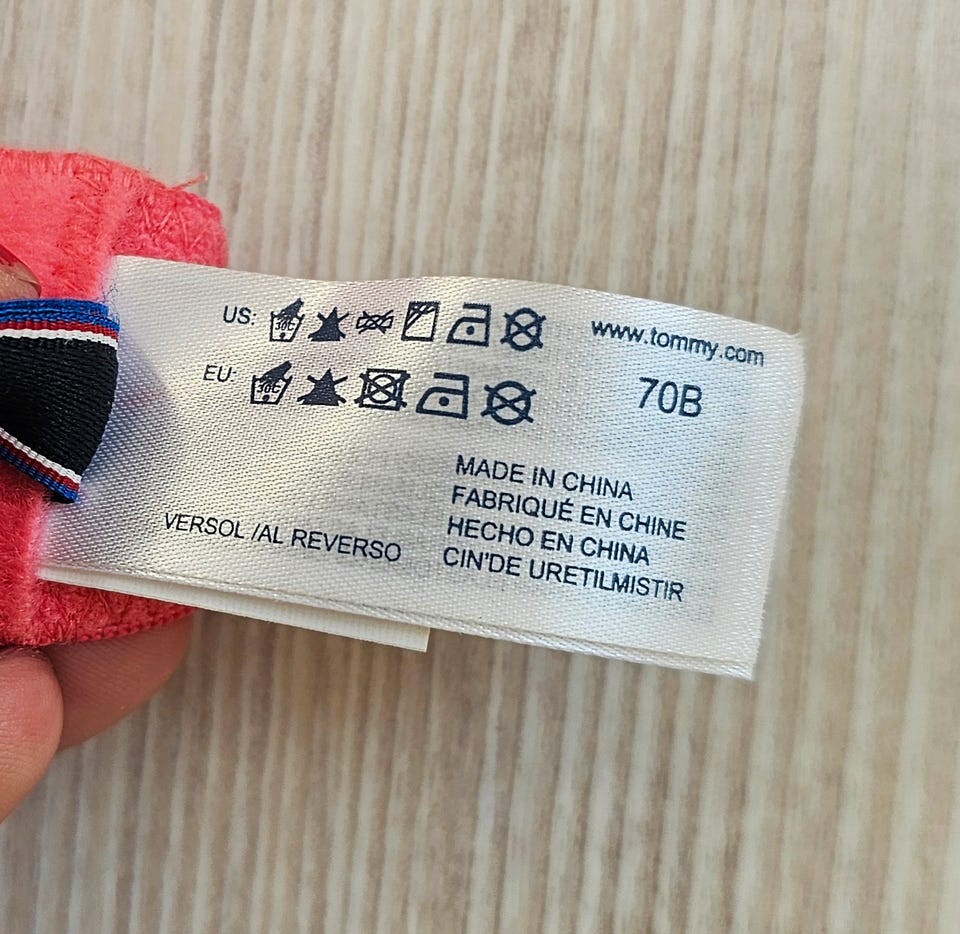 US:
www.tommy.com
EU:
70B
MADE IN CHINA
FABRIQUÉ EN CHINE
HECHO EN CHINA
CIN'DE URETILMISTIR
VERSOL /AL REVERSO